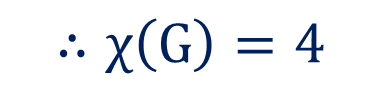 ∴ χ(G) = 4